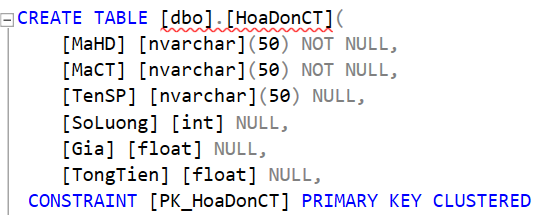 CREATE TABLE [dbo].[HoaDonCT](
[MaHD] [nvarchar](50) NOT NULL,
[MaCT] [nvarchar](50) NOT NULL,
[TenSP] [nvarchar](50) NULL,
[SoLuong] [int] NULL,
[Gia] [float] NULL,
[TongTien] [float] NULL,
CONSTRAINT [PK_HoaDonCT] PRIMARY KEY CLUSTERED